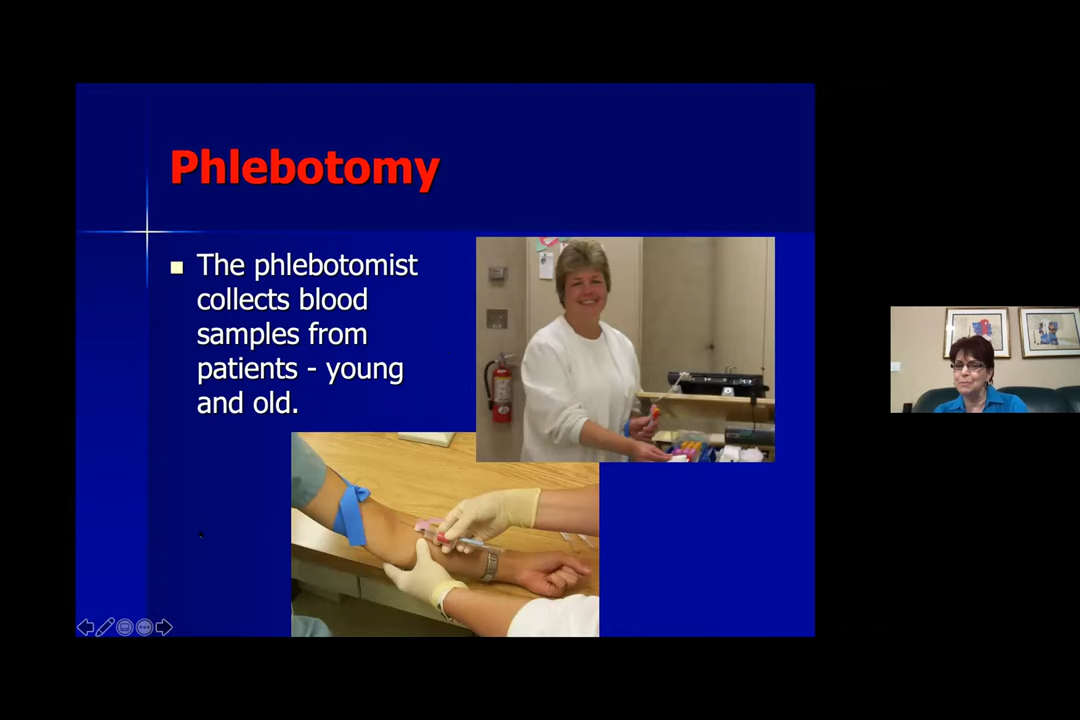 Phlebotomy
The phlebotomist
collects blood
samples from
patients - young
and old.